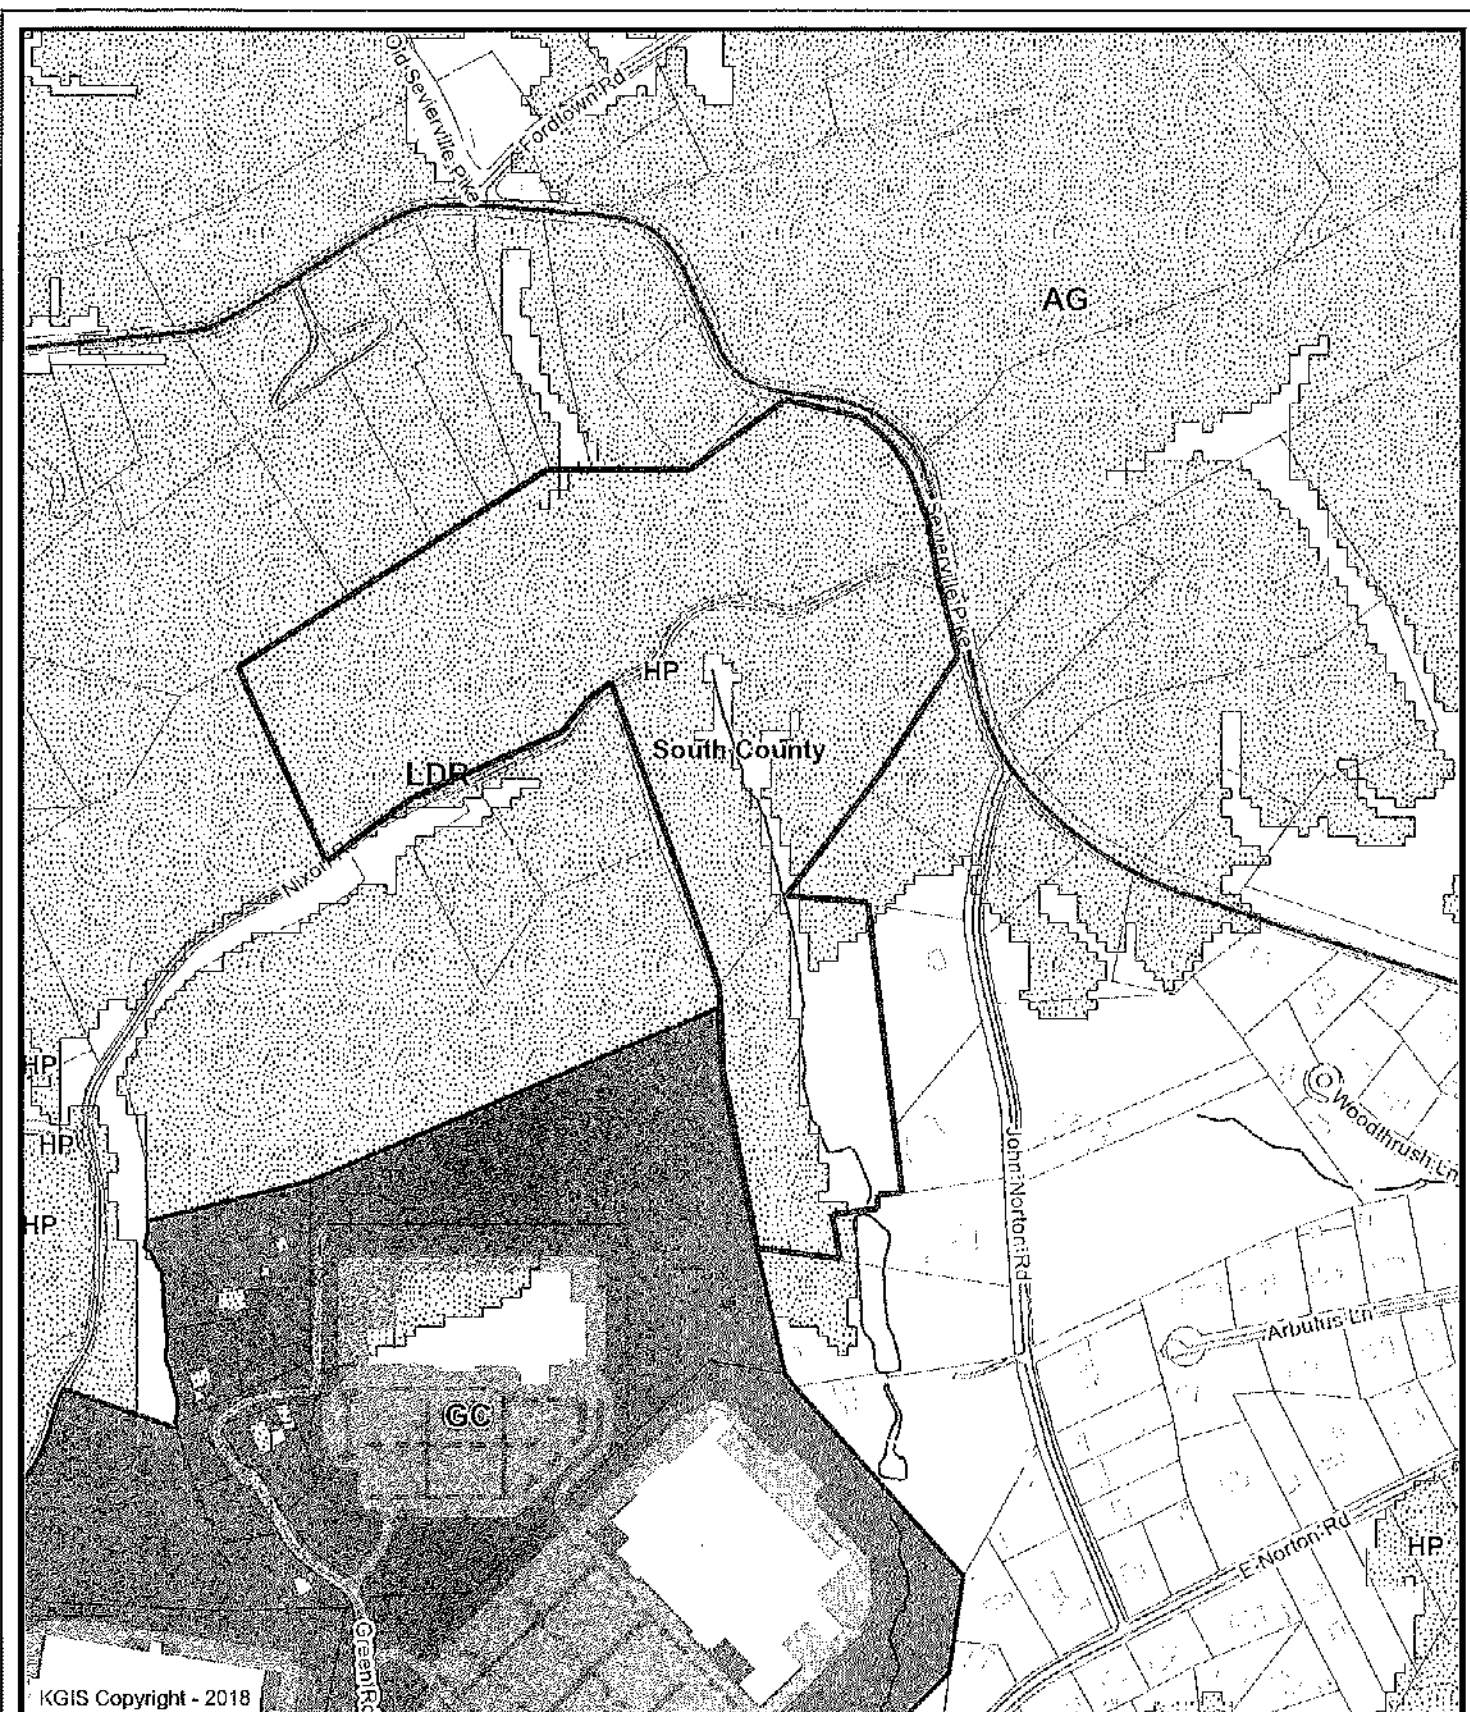 Old Sevierville Pike
Fordtown Rd
AG
Sevierville Pike
HP
South County
LDR
Nixon
HP
HP
HP
Woodthrush Ln
John Norton Rd
Arbutus Ln
GC
E Norton Rd
HP
Green Rd
KGIS Copyright - 2018